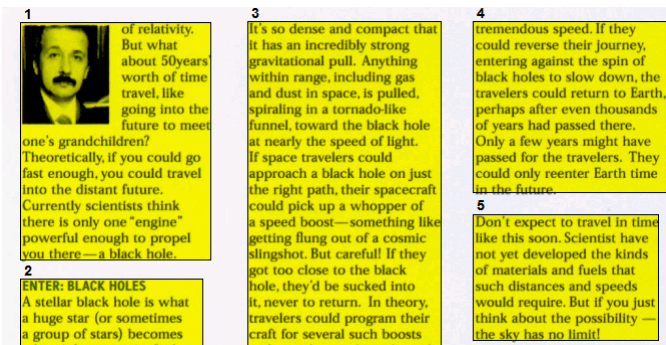 1
of relativity.
But what
about 50years'
worth of time
travel, like
going into the
future to meet
one's grandchildren?
Theoretically, if you could go
fast enough, you could travel
into the distant future.
Currently scientists think
there is only one "engine"
powerful enough to propel
you there—a black hole.
2
ENTER: BLACK HOLES
A stellar black hole is what
a huge star (or sometimes
a group of stars) becomes
3
It's so dense and compact that
it has an incredibly strong
gravitational pull. Anything
within range, including gas
and dust in space, is pulled,
spiraling in a tornado-like
funnel, toward the black hole
at nearly the speed of light.
If space travelers could
approach a black hole on just
the right path, their spacecraft
could pick up a whopper of
a speed boost—something like
getting flung out of a cosmic
slingshot. But careful! If they
got too close to the black
hole, they'd be sucked into
it, never to return. In theory,
travelers could program their
craft for several such boosts
4
tremendous speed. If they
could reverse their journey,
entering against the spin of
black holes to slow down, the
travelers could return to Earth,
perhaps after even thousands
of years had passed there.
Only a few years might have
passed for the travelers. They
could only reenter Earth time
in the future.
5
Don't expect to travel in time
like this soon. Scientist have
not yet developed the kinds
of materials and fuels that
such distances and speeds
would require. But if you just
think about the possibility —
the sky has no limit!